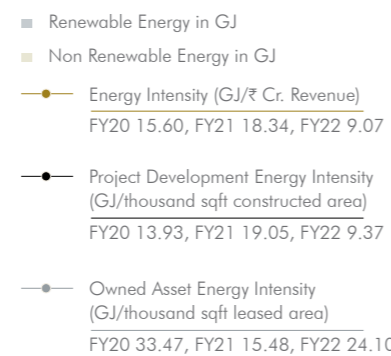 Renewable Energy in GJ
Non Renewable Energy in GJ
Energy Intensity (GJ/₹ Cr. Revenue)
FY20 15.60, FY21 18.34, FY22 9.07
Project Development Energy Intensity
(GJ/thousand sqft constructed area)
FY20 13.93, FY21 19.05, FY22 9.37
Owned Asset Energy Intensity
(GJ/thousand sqft leased area)
FY20 33.47, FY21 15.48, FY22 24.10